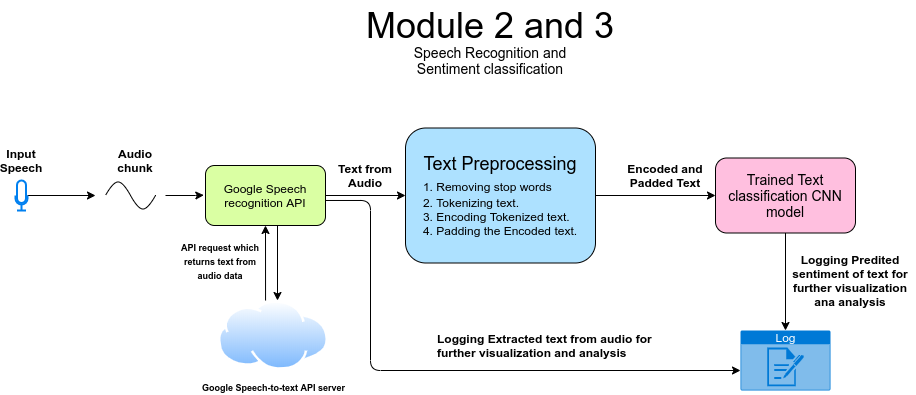 Module 2 and 3
Speech Recognition and
Sentiment classification
Input
Speech
Audio
chunk
Google Speech
recognition API
Text from
Audio
Text Preprocessing
1. Removing stop words
2. Tokenizing text.
3. Encoding Tokenized text.
4. Padding the Encoded text.
Encoded and
Padded Text
Trained Text
classification CNN
model
API request which
returns text from
audio data
Google Speech-to-text API server
Logging Extracted text from audio for
further visualization and analysis
Logging Predited
sentiment of text for
further visualization
ana analysis
Log